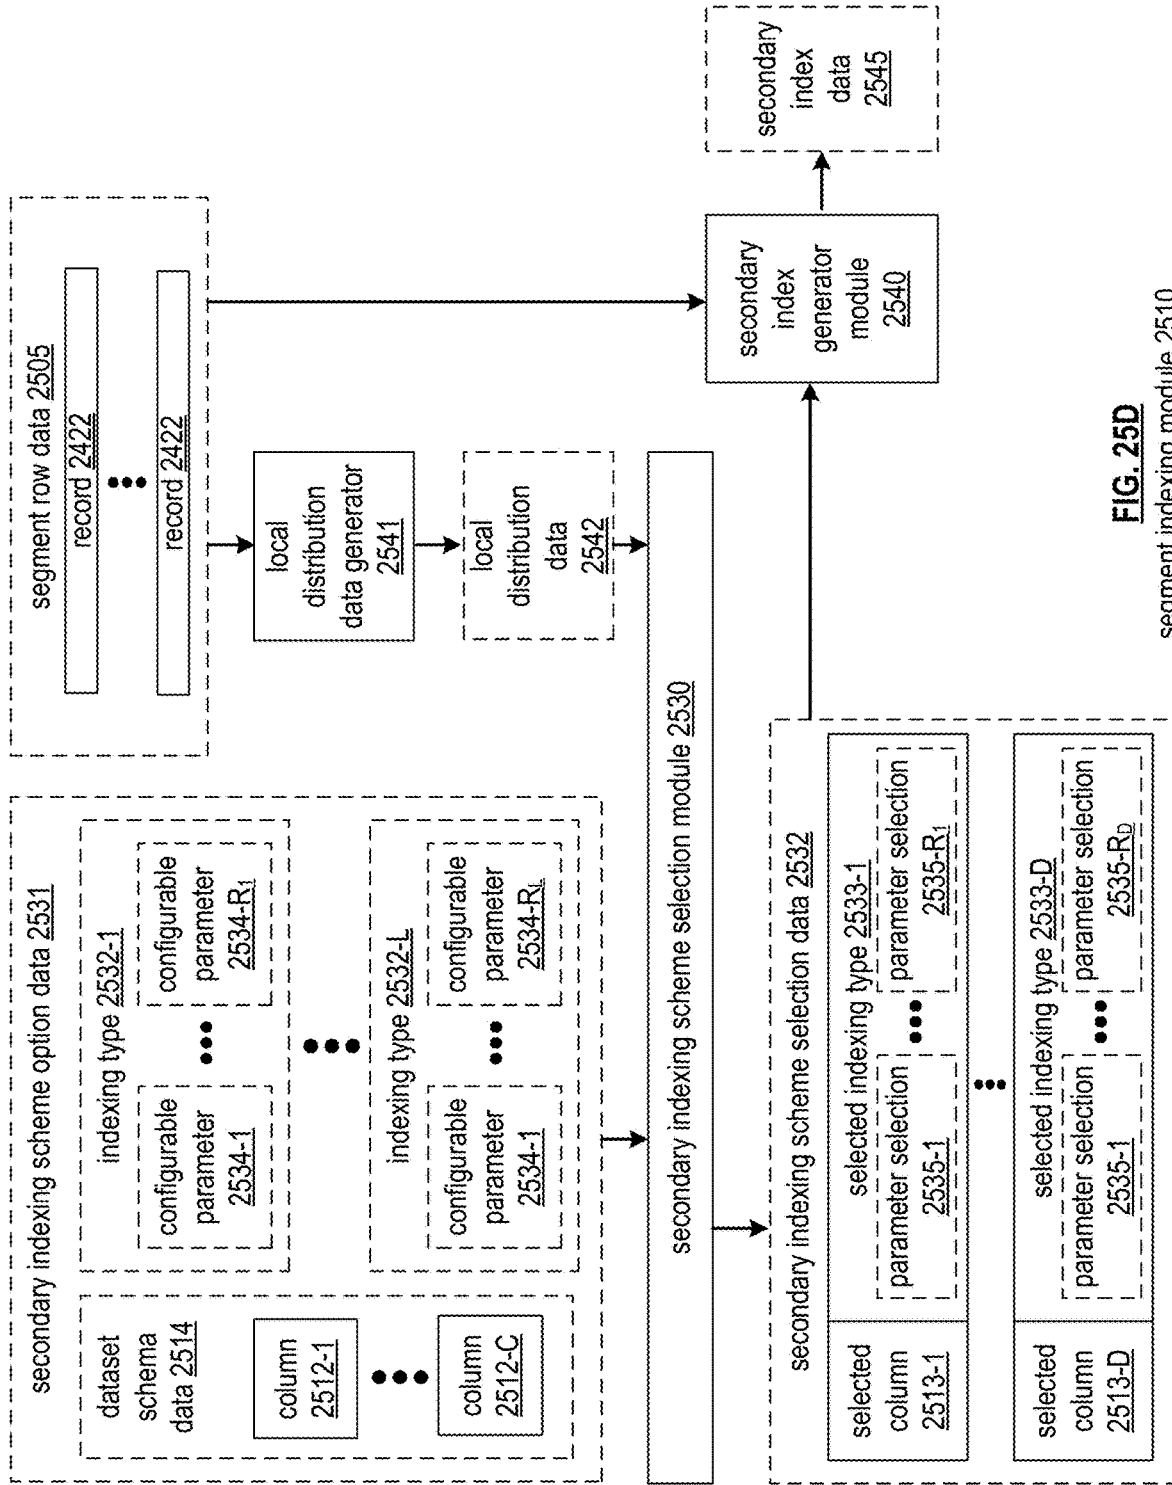 secondary indexing scheme option data 2531
dataset
schema
data 2514
column
2512-1
column
2512-C
indexing type 2532-1
configurable
parameter
2534-1
configurable
parameter
2534-R1
indexing type 2532-L
configurable
parameter
2534-1
configurable
parameter
2534-RL
segment row data 2505
record 2422
record 2422
local
distribution
data generator
2541
local
distribution
data
2542
secondary indexing scheme selection module 2530
secondary indexing scheme selection data 2532
selected
column
2513-1
selected indexing type 2533-1
parameter selection
2535-1
parameter selection
2535-R1
selected
column
2513-D
selected indexing type 2533-D
parameter selection
2535-1
parameter selection
2535-RD
secondary
index
generator
module
2540
secondary
index
data
2545
FIG. 25D
segment indexing module 2510